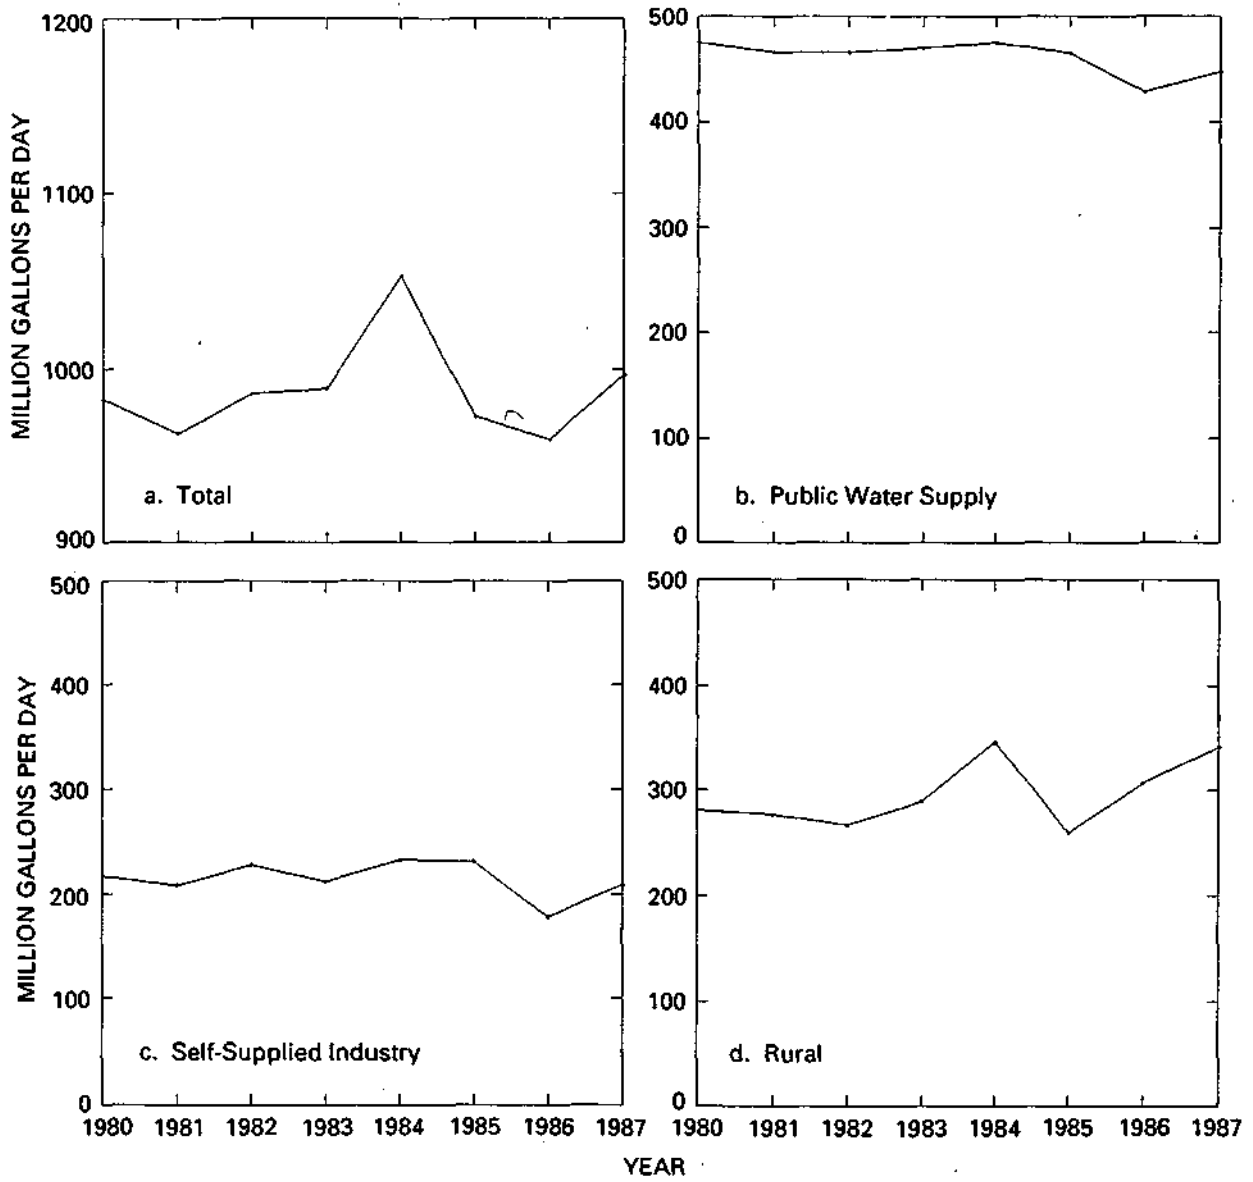 1200
1100
1000
900
MILLION GALLONS PER DAY
a. Total
500
400
300
200
100
0
b. Public Water Supply
500
400
300
200
100
0
MILLION GALLONS PER DAY
c. Self-Supplied Industry
1980 1981 1982 1983 1984 1985 1986 1987
500
400
300
200
100
0
d. Rural
1980 1981 1982 1983 1984 1985 1986 1987
YEAR